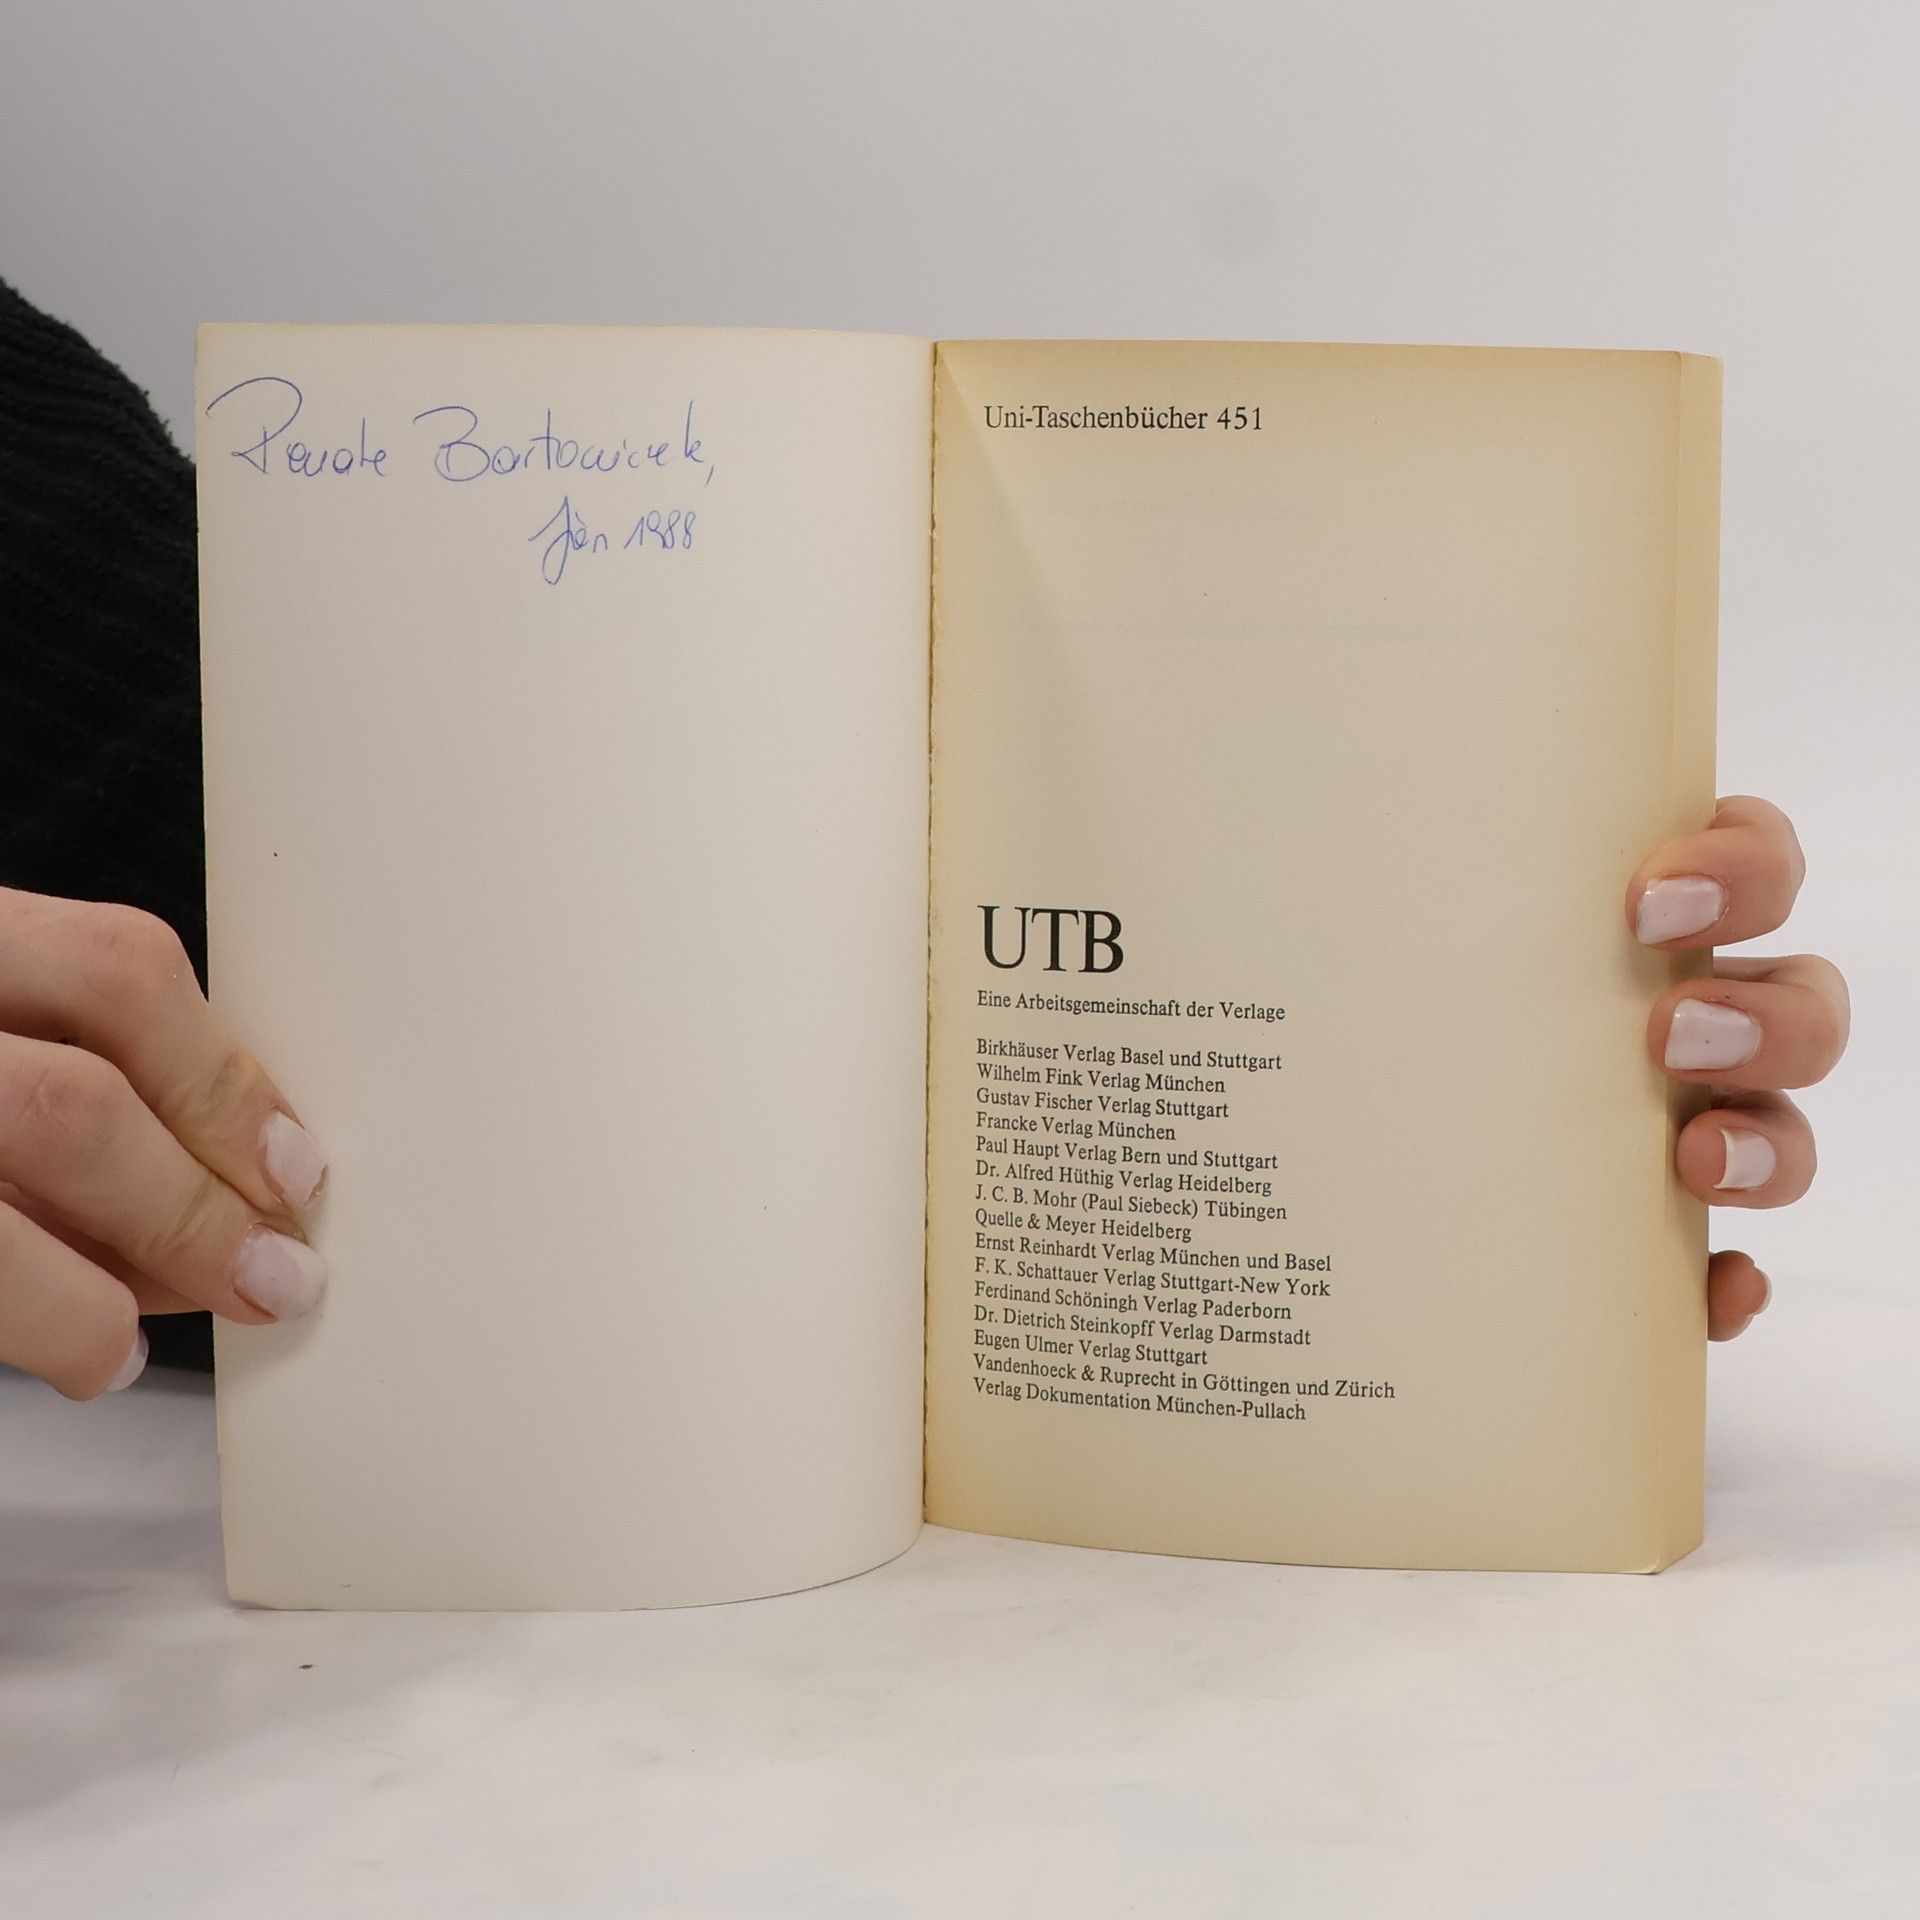 Renate Bartowicek,
Jän 1988
Uni-Taschenbücher 451
UTB
Eine Arbeitsgemeinschaft der Verlage
Birkhäuser Verlag Basel und Stuttgart
Wilhelm Fink Verlag München
Gustav Fischer Verlag Stuttgart
Francke Verlag München
Paul Haupt Verlag Bern und Stuttgart
Dr. Alfred Hüthig Verlag Heidelberg
J. C. B. Mohr (Paul Siebeck) Tübingen
Quelle & Meyer Heidelberg
Ernst Reinhardt Verlag München und Basel
F. K. Schattauer Verlag Stuttgart-New York
Ferdinand Schöningh Verlag Paderborn
Dr. Dietrich Steinkopff Verlag Darmstadt
Eugen Ulmer Verlag Stuttgart
Vandenhoeck & Ruprecht in Göttingen und Zürich
Verlag Dokumentation München-Pullach